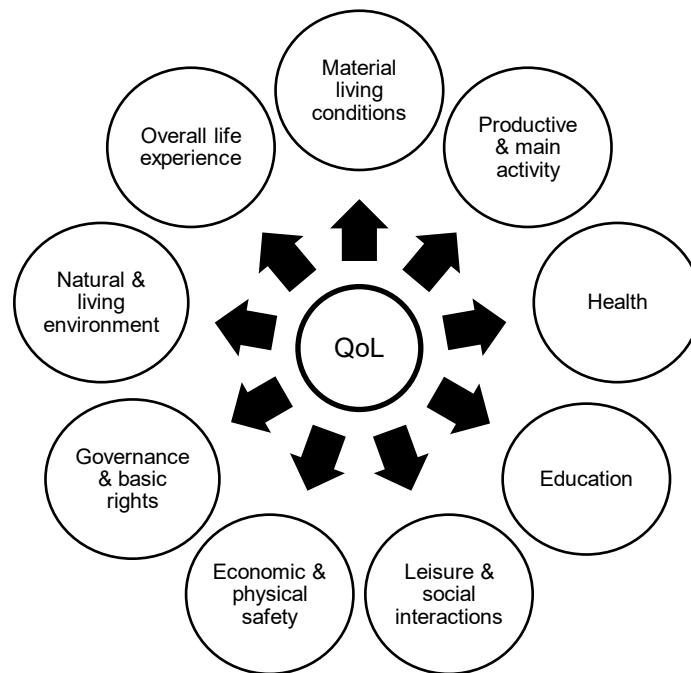 Material
living
conditions
Productive
& main
activity
Health
Education
Leisure &
social
interactions
Economic &
physical
safety
Governance
& basic
rights
Natural &
living
environment
Overall life
experience
QoL